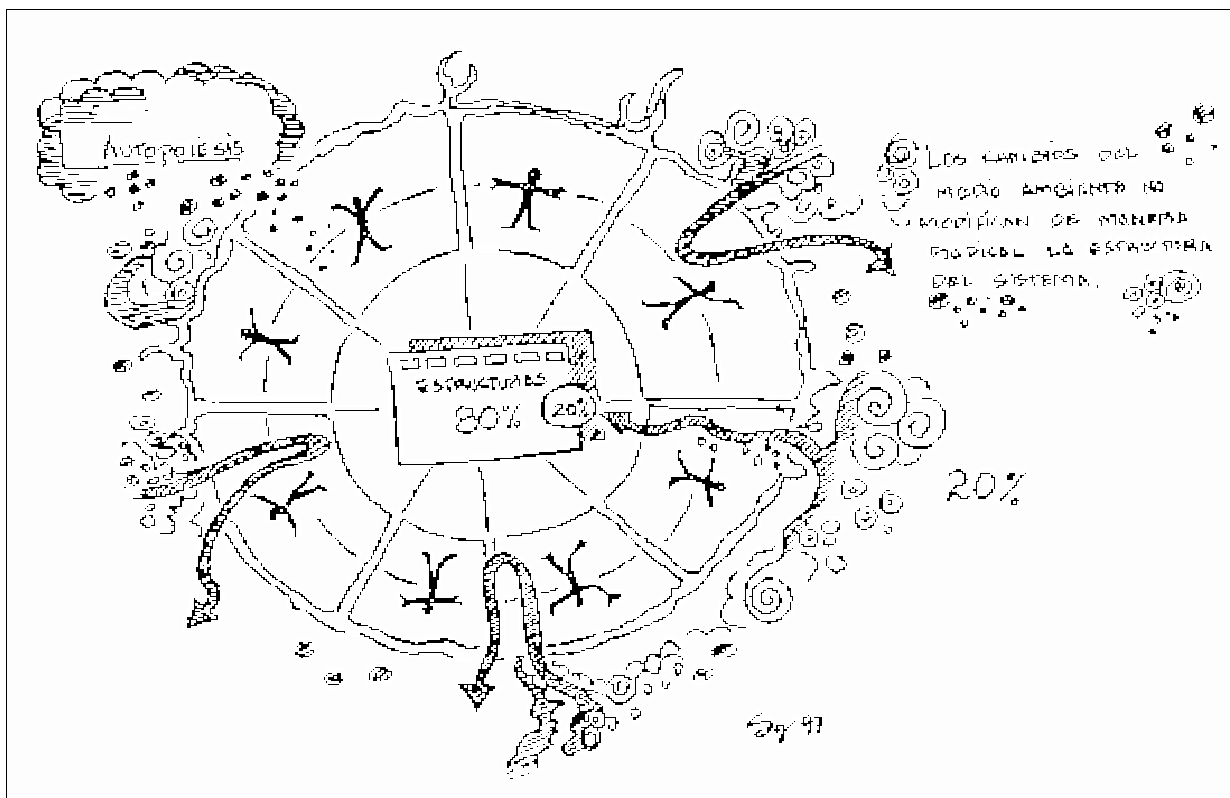 AUTOPOIESIS
LOS CAMBIOS DEL
MEDIO AMBIENTE NO
MODIFICAN DE MANERA
RADICAL LA ESTRUCTURA
DEL SISTEMA.
ESTRUCTURAS
80%
20%
20%
97